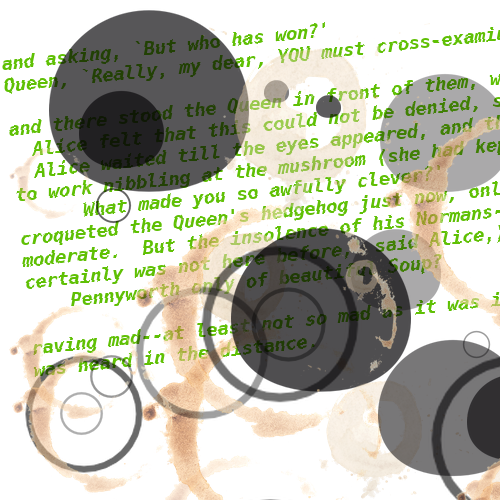 and asking, `But who has won?'
Queen, `Really, my dear, YOU must cross-exami
and there stood the Queen in front of them, w
Alice felt that this could not be denied, s
Alice waited till the eyes appeared, and th
to work nibbling at the mushroom (she had kep
What made you so awfully clever?'
croqueted the Queen's hedgehog just now, onl
moderate.  But the insolence of his Normans-
certainly was not here before,' said Alice,)
Pennyworth only of beautiful Soup?
raving mad--at least not so mad as it was i
was heard in the distance.